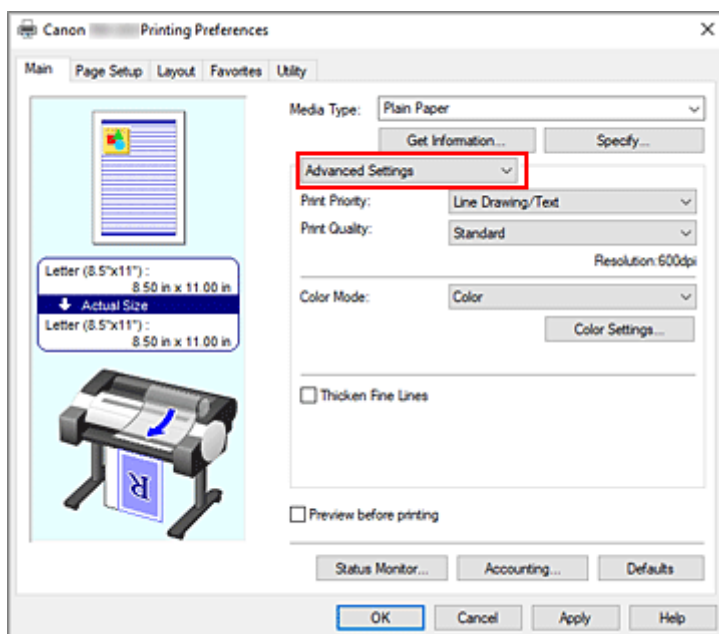 Canon Printing Preferences
Main Page Setup Layout Favorites Utility
Media Type: Plain Paper
Get Information... Specify...
Advanced Settings
Print Priority: Line Drawing/Text
Print Quality: Standard
Resolution:600dpi
Letter (8.5"x11") :
8.50 in x 11.00 in
Actual Size
Letter (8.5"x11") :
8.50 in x 11.00 in
Color Mode: Color
Color Settings...
Thicken Fine Lines
R
Preview before printing
Status Monitor... Accounting... Defaults
OK Cancel Apply Help